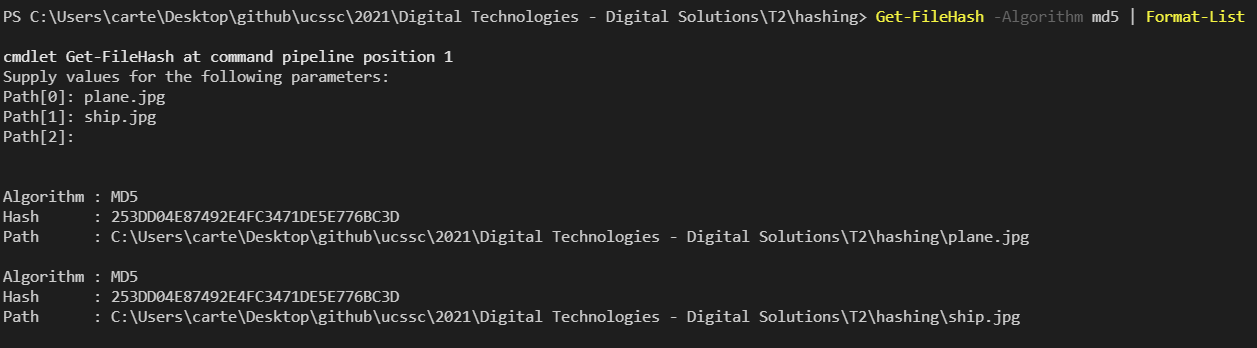 PS C:\Users\carte\Desktop\github\ucssc\2021\Digital Technologies - Digital Solutions\T2\hashing> Get-FileHash -Algorithm md5 | Format-List
cmdlet Get-FileHash at command pipeline position 1
Supply values for the following parameters:
Path[0]: plane.jpg
Path[1]: ship.jpg
Path[2]:
Algorithm : MD5
Hash      : 253DD04E87492E4FC3471DE5E776BC3D
Path      : C:\Users\carte\Desktop\github\ucssc\2021\Digital Technologies - Digital Solutions\T2\hashing\plane.jpg
Algorithm : MD5
Hash      : 253DD04E87492E4FC3471DE5E776BC3D
Path      : C:\Users\carte\Desktop\github\ucssc\2021\Digital Technologies - Digital Solutions\T2\hashing\ship.jpg